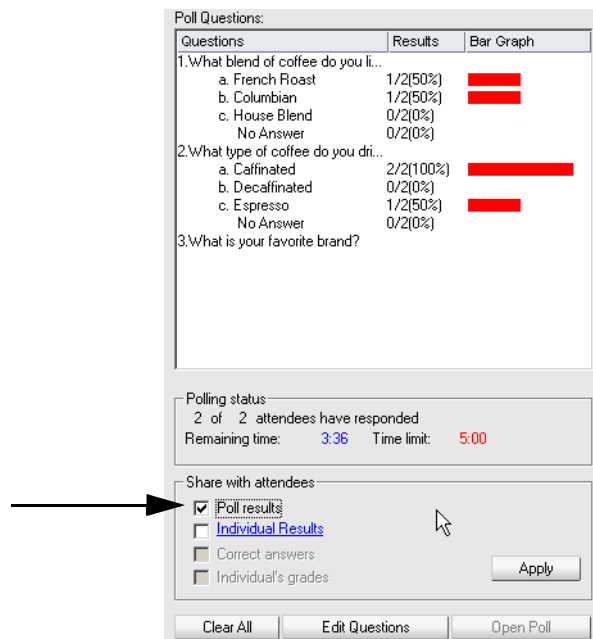 Poll Questions:
Questions Results Bar Graph
1.What blend of coffee do you li...
a. French Roast 1/2(50%)
b. Columbian 1/2(50%)
c. House Blend 0/2(0%)
No Answer 0/2(0%)
2.What type of coffee do you dri...
a. Caffinated 2/2(100%)
b. Decaffinated 0/2(0%)
c. Espresso 1/2(50%)
No Answer 0/2(0%)
3.What is your favorite brand?
Polling status
2 of 2 attendees have responded
Remaining time: 3:36 Time limit: 5:00
Share with attendees
Poll results
Individual Results
Correct answers
Individual's grades
Apply
Clear All Edit Questions Open Poll